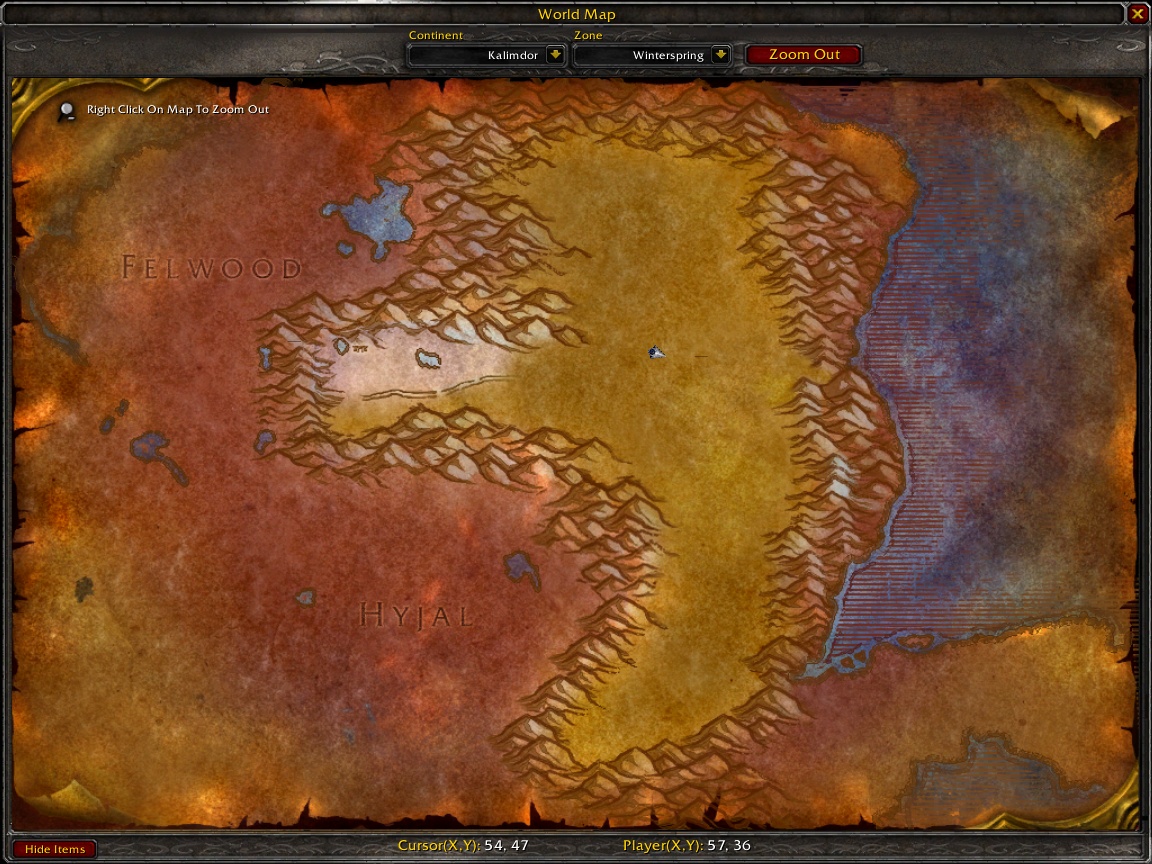 World Map
Continent
Zone
Kalimdor
Winterspring
Zoom Out
Right Click On Map To Zoom Out
FELWOOD
HYJAL
Hide Items
Cursor(X,Y): 54, 47
Player(X,Y): 57, 36